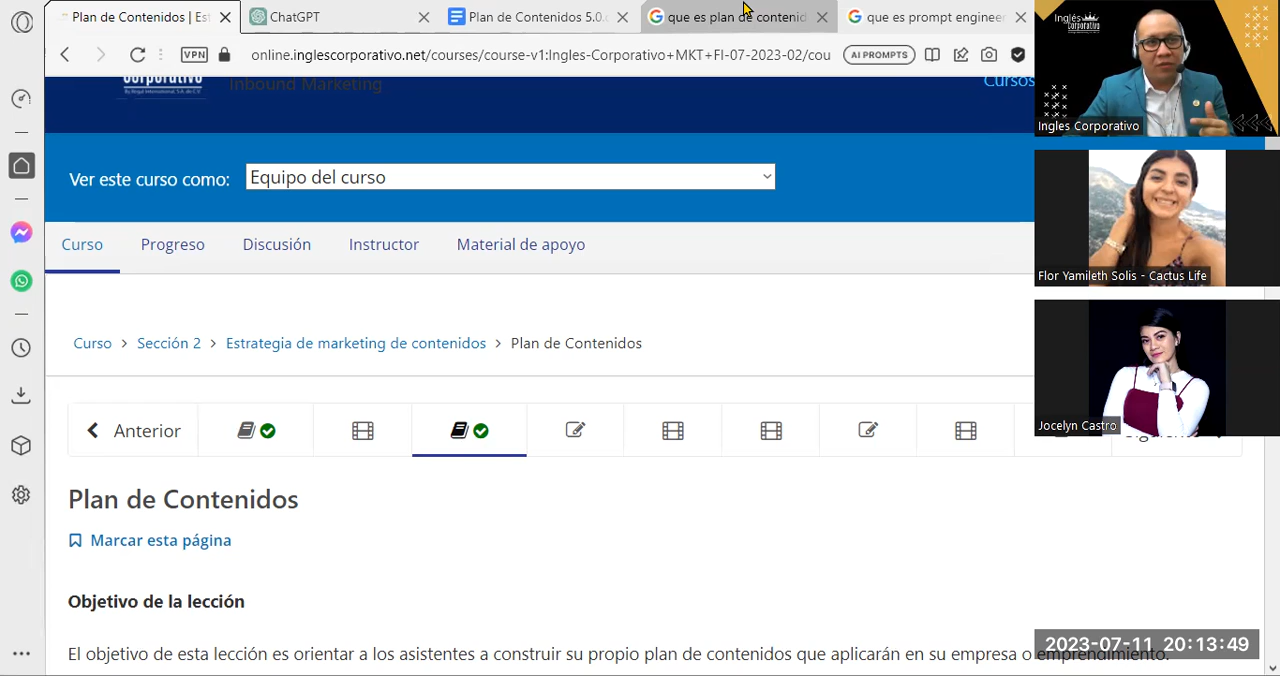 Plan de Contenidos | Est
ChatGPT
Plan de Contenidos 5.0.
que es plan de contenid
que es prompt enginee
VPN
online.inglescorporativo.net/courses/course-v1:Ingles-Corporativo+MKT+FI-07-2023-02/cou
AI PROMPTS
Corporativo
Inbound Marketing
Cursos
Ver este curso como:
Equipo del curso
Curso
Progreso
Discusión
Instructor
Material de apoyo
Curso > Sección 2 > Estrategia de marketing de contenidos > Plan de Contenidos
Anterior
Plan de Contenidos
Marcar esta página
Objetivo de la lección
El objetivo de esta lección es orientar a los asistentes a construir su propio plan de contenidos que aplicarán en su empresa o emprendimiento.
Inglés
Corporativo
Ingles Corporativo
Flor Yamileth Solis - Cactus Life
Jocelyn Castro
2023-07-11 20:13:49